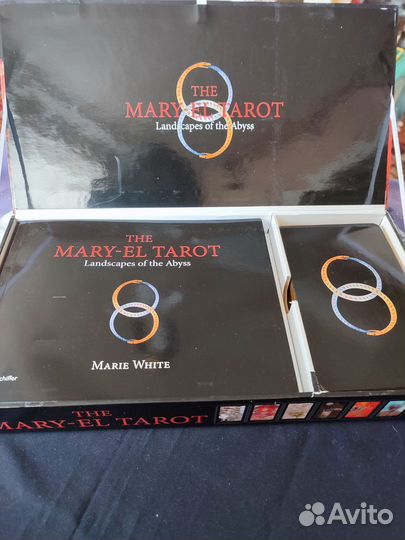 THE
MARY-EL TAROT
Landscapes of the Abyss
THE
MARY-EL TAROT
Landscapes of the Abyss
MARIE WHITE
chiffer
THE
MARY-EL TAROT
Avito